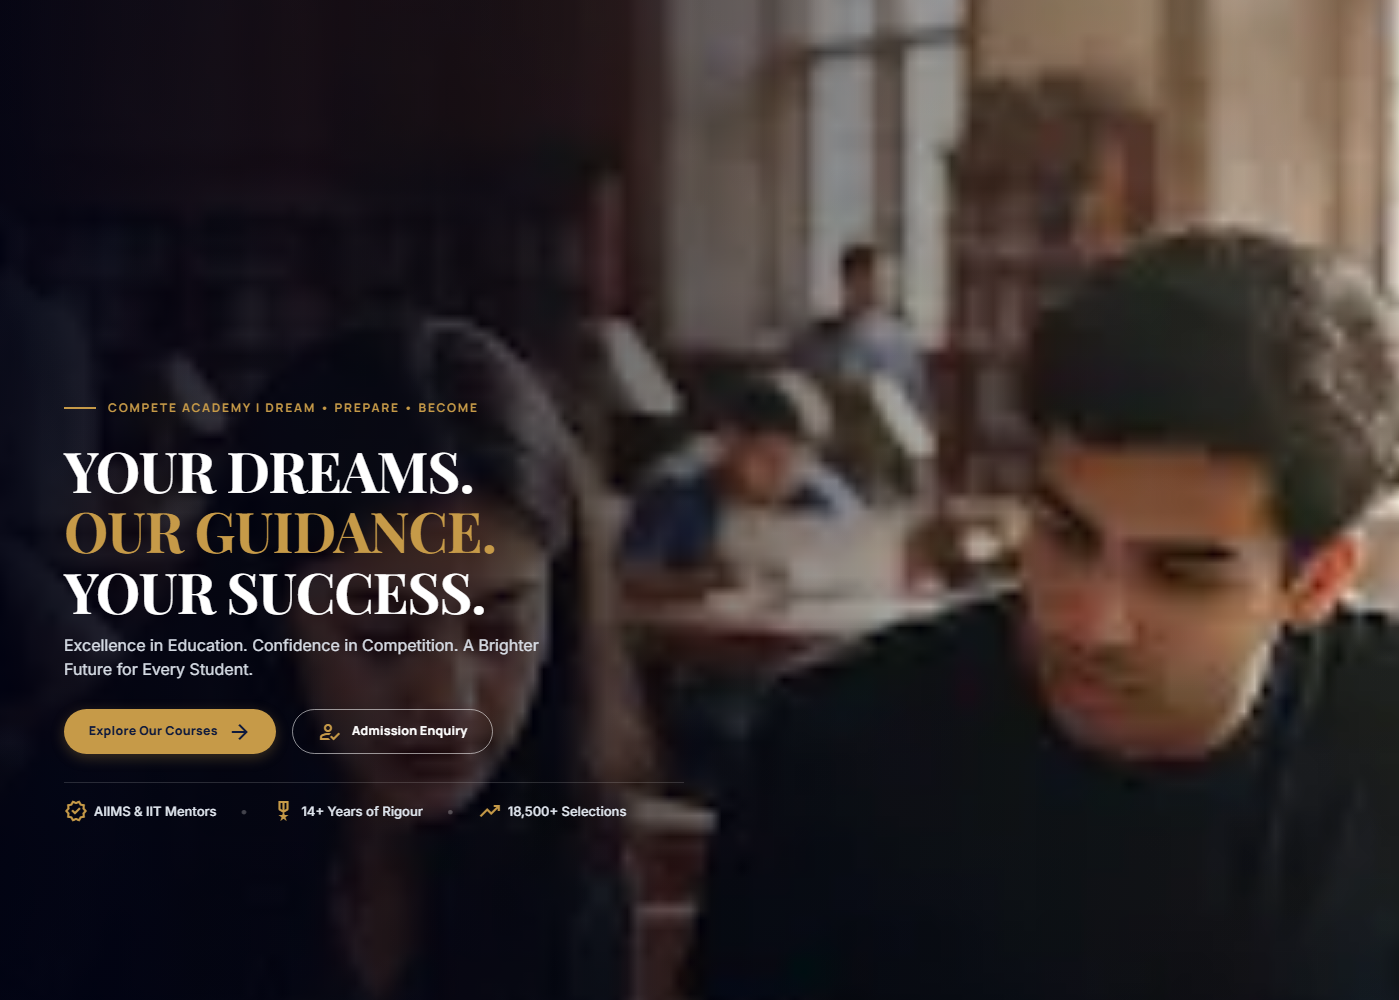 COMPETE ACADEMY I DREAM • PREPARE • BECOME
YOUR DREAMS.
OUR GUIDANCE.
YOUR SUCCESS.
Excellence in Education. Confidence in Competition. A Brighter
Future for Every Student.
Explore Our Courses
Admission Enquiry
AIIMS & IIT Mentors • 14+ Years of Rigour • 18,500+ Selections